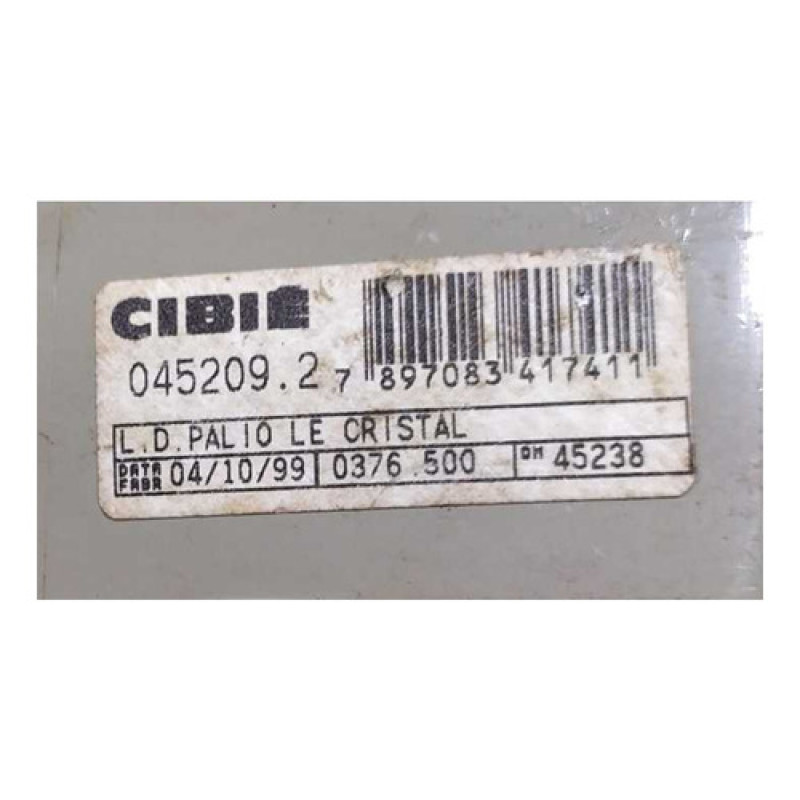 CIBIÉ
045209.2
7 897083 417411
L.D.PALIO LE CRISTAL
DATA FABR 04/10/99 0376.500 OM 45238